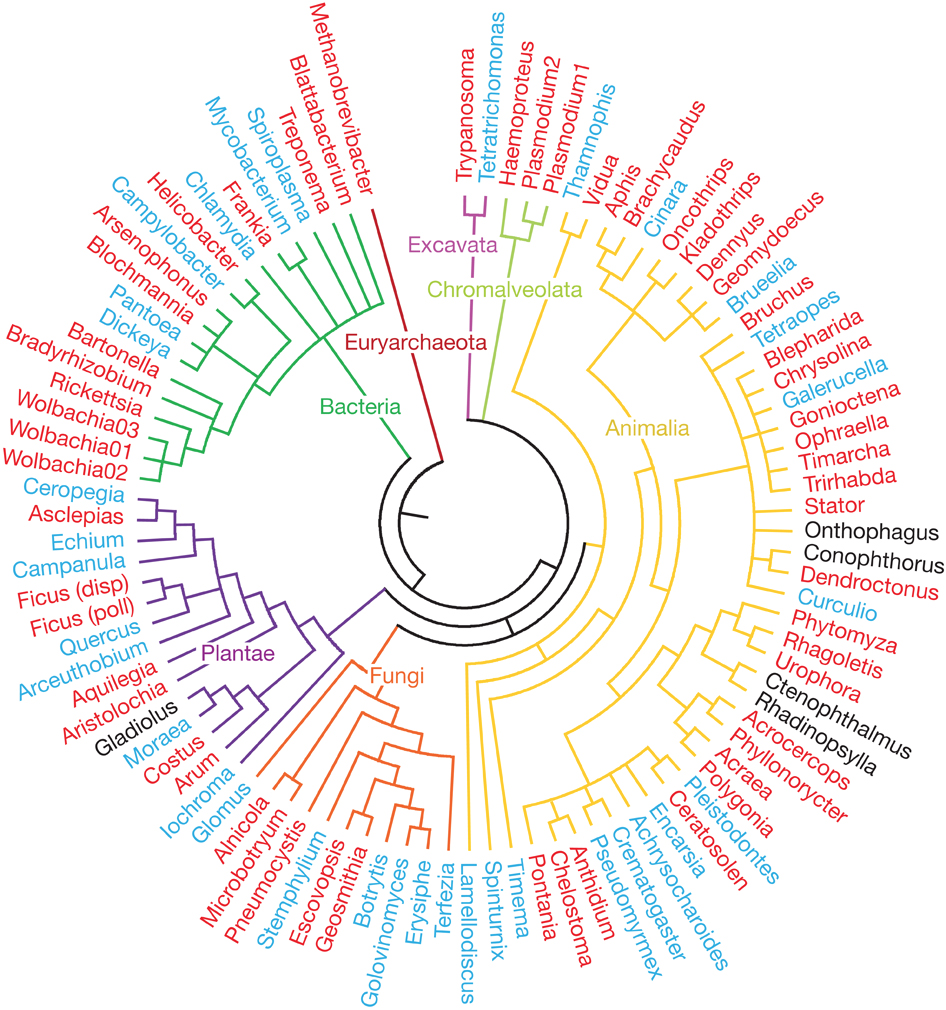 Methanobrevibacter
Blattabacterium
Treponema
Spiroplasma
Mycobacterium
Frankia
Chlamydia
Helicobacter
Campylobacter
Arsenophonus
Blochmannia
Pantoea
Dickeya
Bartonella
Bradyrhizobium
Rickettsia
Wolbachia03
Wolbachia01
Wolbachia02
Ceropegia
Asclepias
Echium
Campanula
Ficus (disp)
Ficus (poll)
Quercus
Arceuthobium
Aquilegia
Aristolochia
Gladiolus
Moraea
Costus
Arum
Iochroma
Glomus
Alnicola
Microbotryum
Pneumocystis
Stemphylium
Escovopsis
Geosmithia
Botrytis
Golovinomyces
Erysiphe
Terfezia
Lamellodiscus
Spinturnix
Timema
Pontania
Chelostoma
Anthidium
Pseudomyrmex
Crematogaster
Achrysocharoides
Encarsia
Ceratosolen
Pleistodontes
Polygonia
Acraea
Phyllonorycter
Acrocercops
Rhadinopsylla
Ctenophthalmus
Urophora
Rhagoletis
Phytomyza
Curculio
Dendroctonus
Conophthorus
Onthophagus
Stator
Trirhabda
Timarcha
Ophraella
Gonioctena
Galerucella
Chrysolina
Blepharida
Tetraopes
Bruchus
Brueelia
Geomydoecus
Dennyus
Kladothrips
Oncothrips
Cinara
Brachycaudus
Aphis
Vidua
Thamnophis
Plasmodium1
Plasmodium2
Haemoproteus
Tetratrichomonas
Trypanosoma
Excavata
Chromalveolata
Euryarchaeota
Bacteria
Animalia
Plantae
Fungi